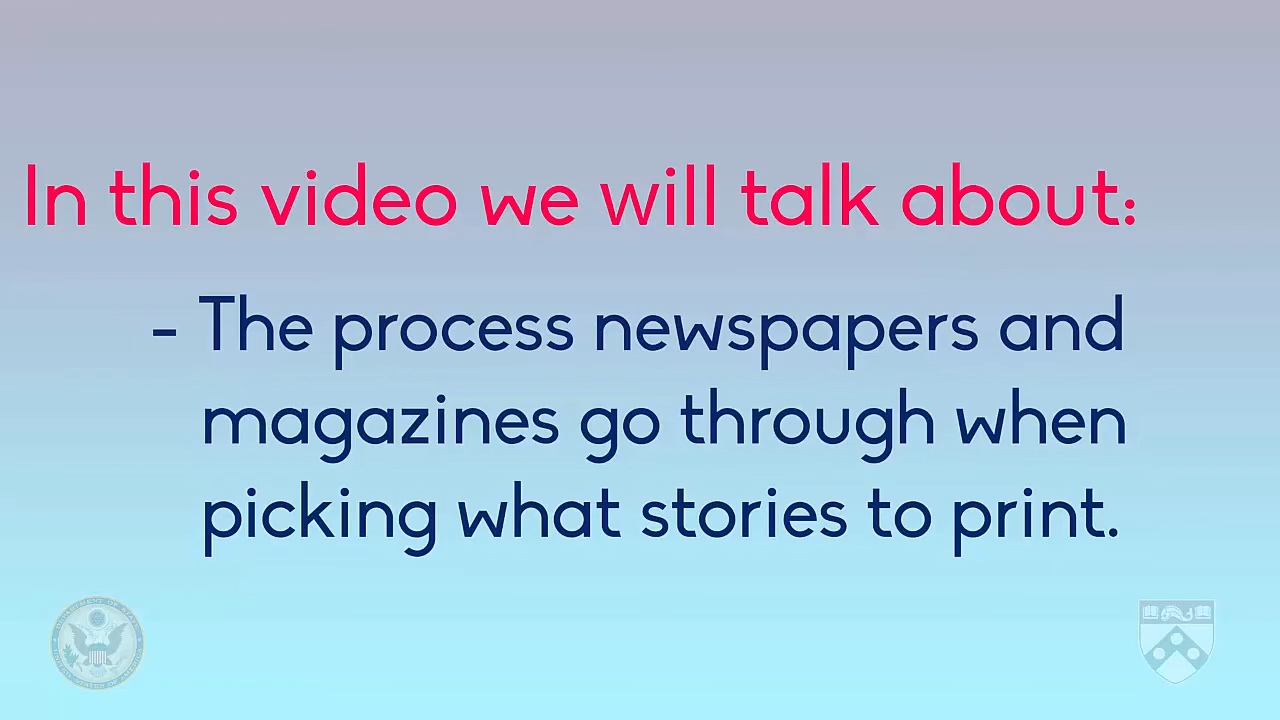 In this video we will talk about:
- The process newspapers and
magazines go through when
picking what stories to print.